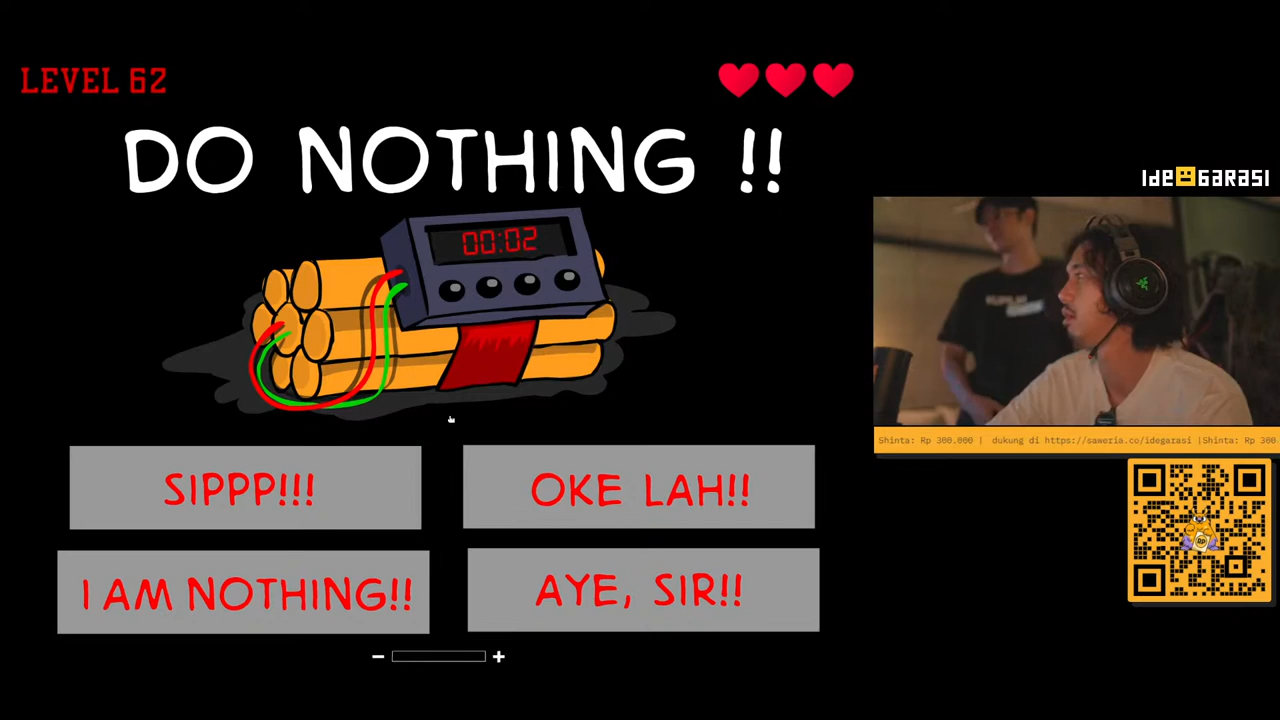 LEVEL 62
DO NOTHING !!
00:02
SIPPP!!!
OKE LAH!!
I AM NOTHING!!
AYE, SIR!!
− +
IDE GARASI
Shinta: Rp 300.000 | dukung di https://saweria.co/idegarasi |Shinta: Rp 300
RP